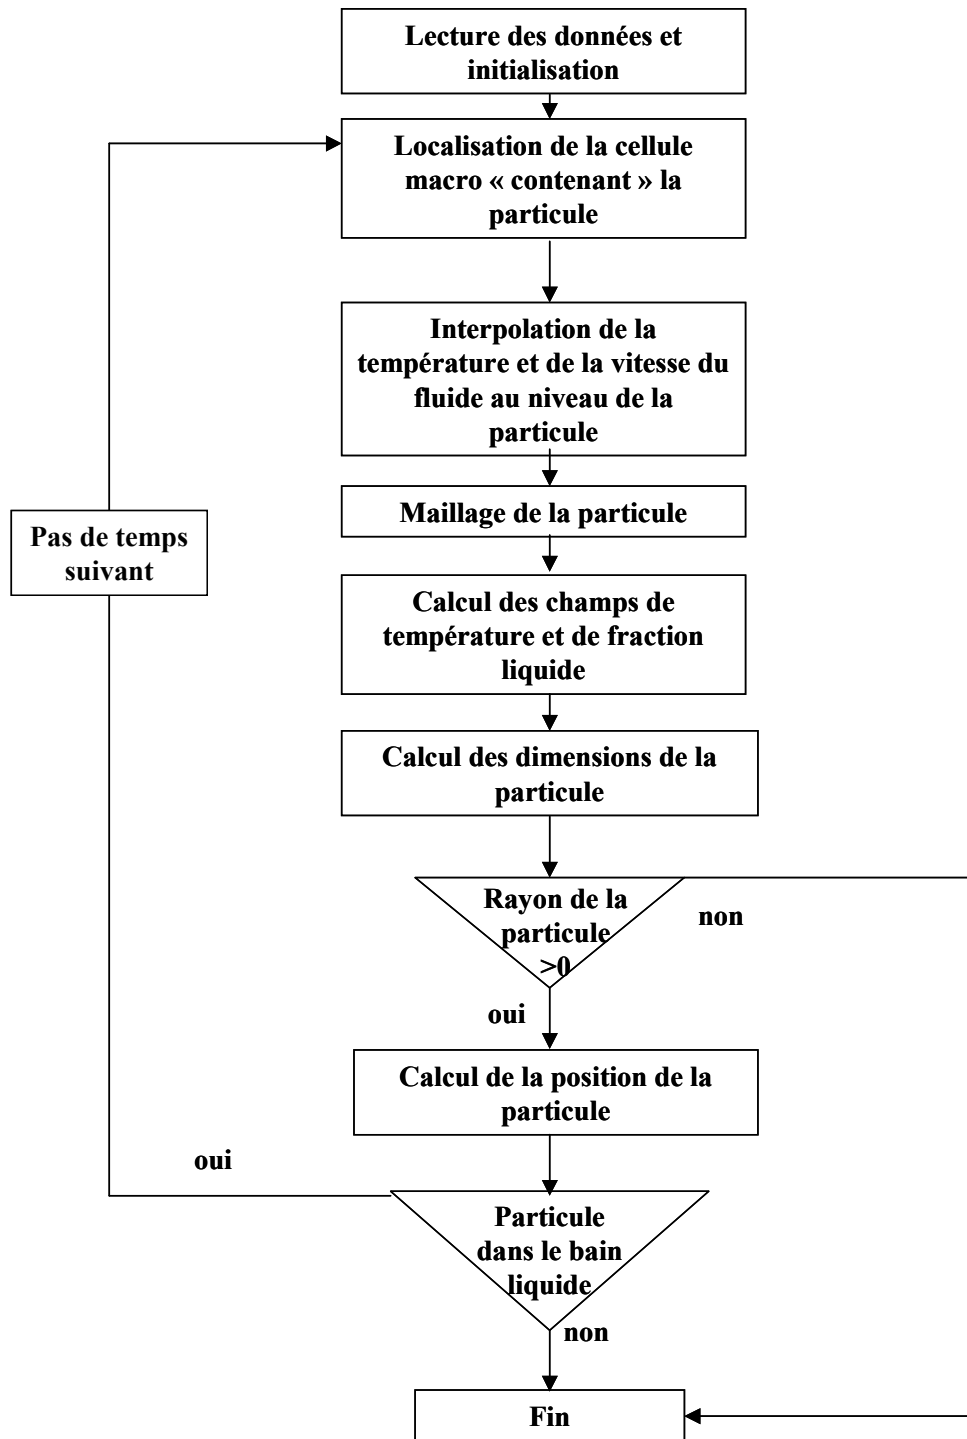 Lecture des données et
initialisation
Localisation de la cellule
macro « contenant » la
particule
Interpolation de la
température et de la vitesse du
fluide au niveau de la
particule
Maillage de la particule
Pas de temps
suivant
Calcul des champs de
température et de fraction
liquide
Calcul des dimensions de la
particule
Rayon de la
particule
>0
non
oui
Calcul de la position de la
particule
oui
Particule
dans le bain
liquide
non
Fin